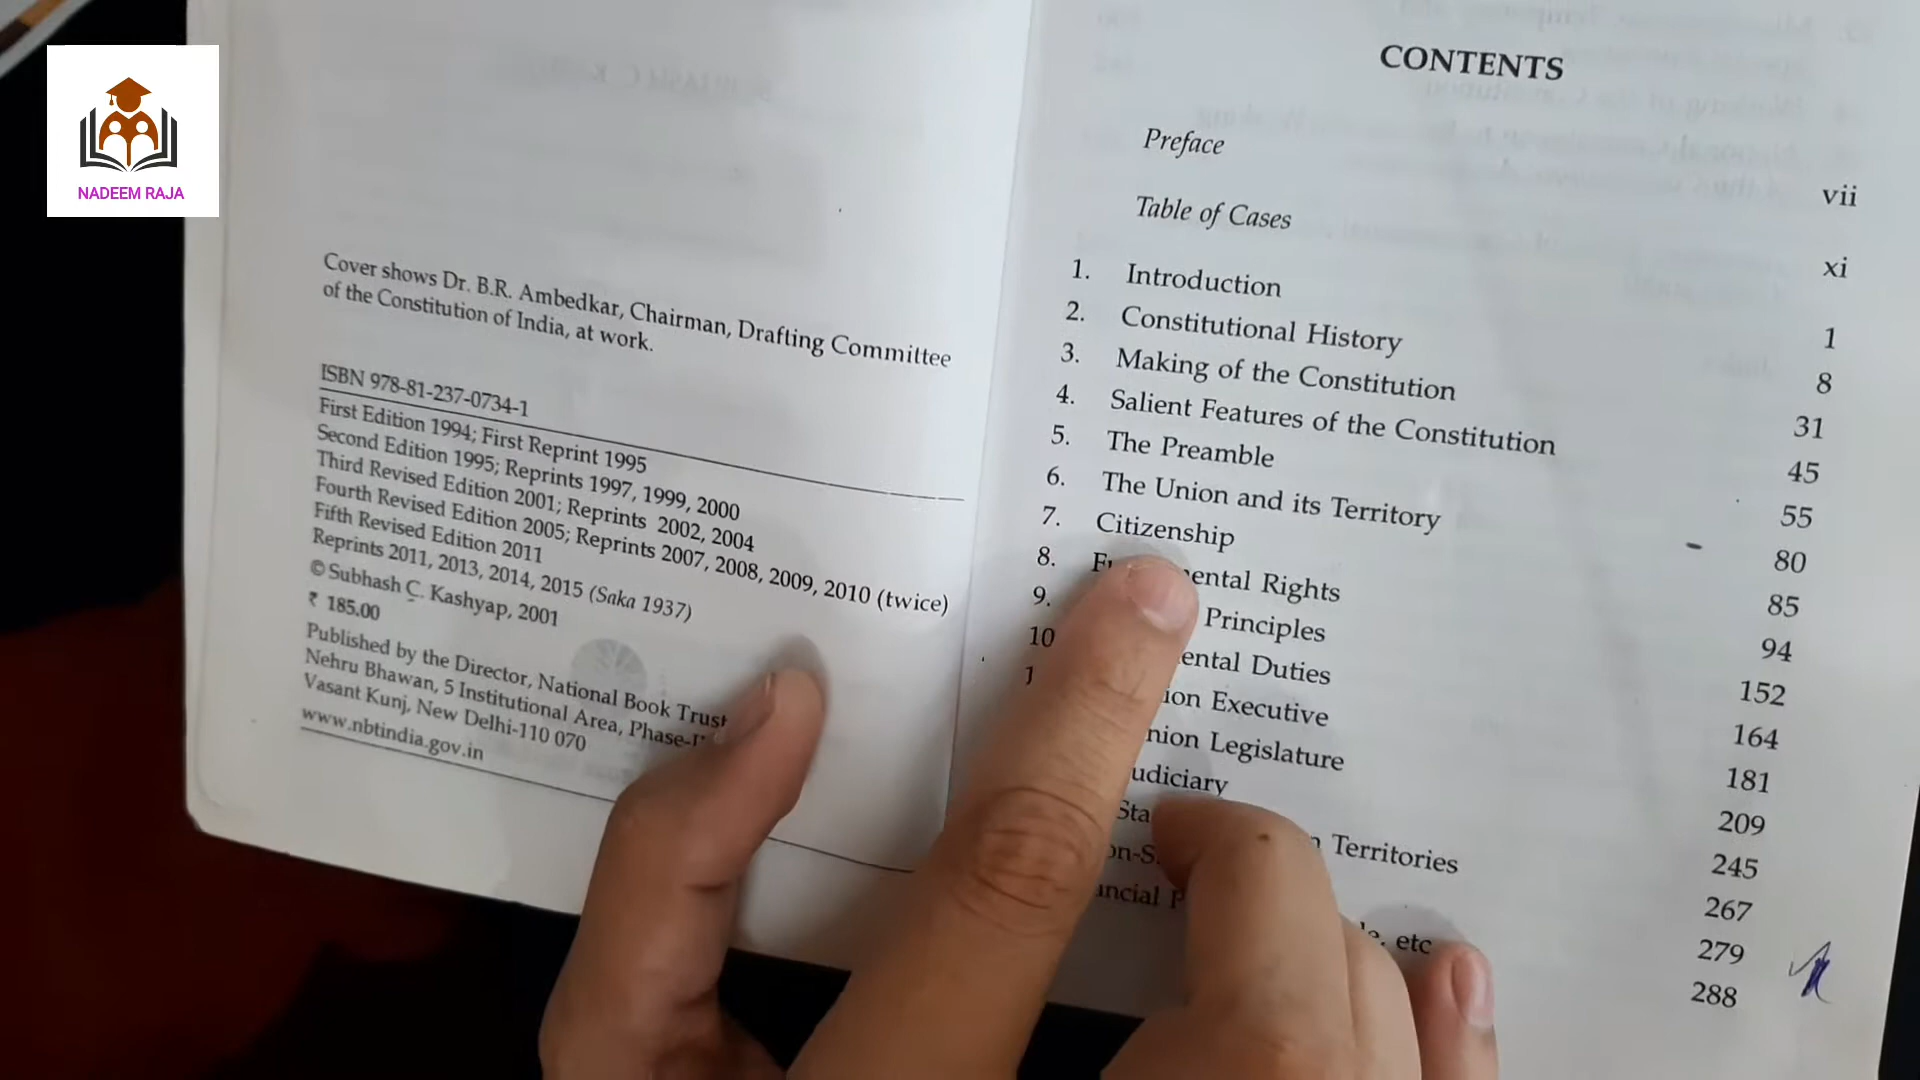 NADEEM RAJA
Cover shows Dr. B.R. Ambedkar, Chairman, Drafting Committee
of the Constitution of India, at work.
ISBN 978-81-237-0734-1
First Edition 1994; First Reprint 1995
Second Edition 1995; Reprints 1997, 1999, 2000
Third Revised Edition 2001; Reprints 2002, 2004
Fourth Revised Edition 2005; Reprints 2007, 2008, 2009, 2010 (twice)
Fifth Revised Edition 2011
Reprints 2011, 2013, 2014, 2015 (Saka 1937)
© Subhash C. Kashyap, 2001
₹ 185.00
Published by the Director, National Book Trust
Nehru Bhawan, 5 Institutional Area,
Vasant Kunj, New Delhi-110 070
www.nbtindia.gov.in
CONTENTS
Preface vii
Table of Cases xi
1. Introduction 1
2. Constitutional History 8
3. Making of the Constitution 31
4. Salient Features of the Constitution 45
5. The Preamble 55
6. The Union and its Territory 80
7. Citizenship 85
8. Rights 94
9. Principles 152
10 Duties 164
Executive 181
Legislature 209
245
Territories 267
279
etc 288